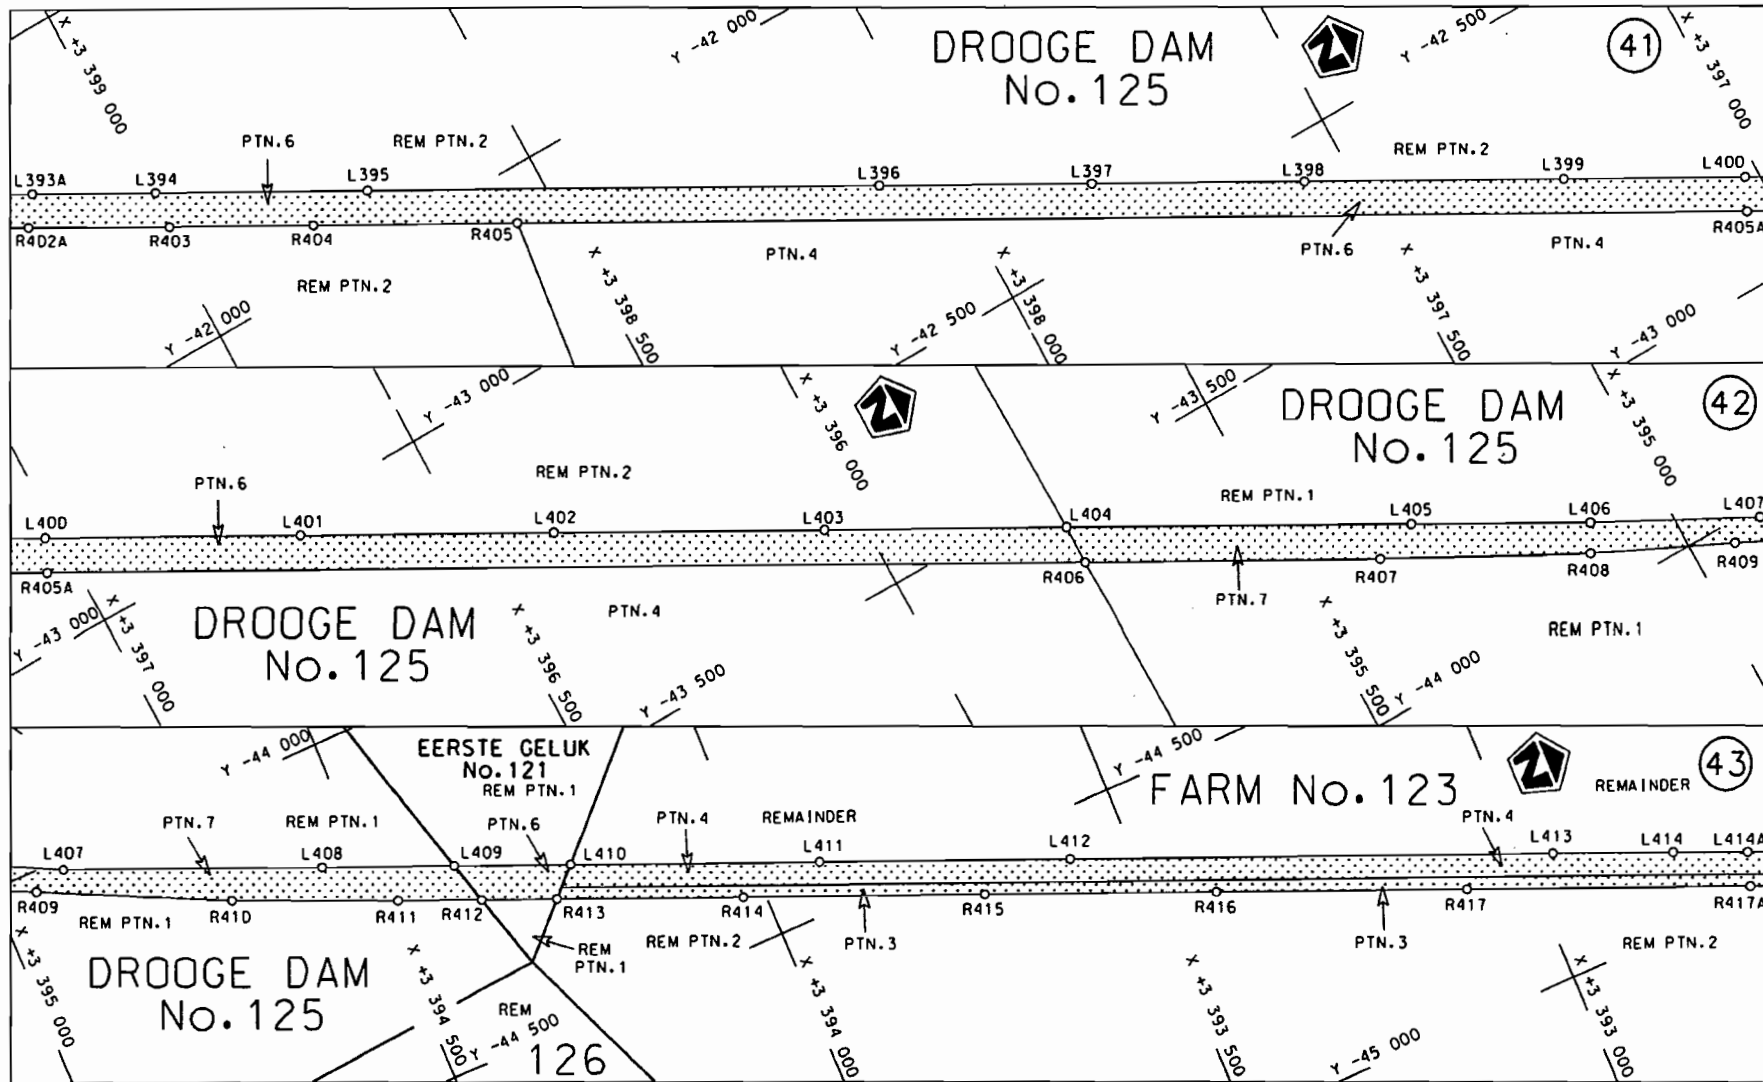 X +3 399 000
Y -42 000
DROOGE DAM
No. 125
N
Y -42 500
41
X +3 397 000
PTN.6
REM PTN.2
REM PTN.2
L393A
L394
L395
L396
L397
L398
L399
L400
R402A
R403
R404
R405
R405A
REM PTN.2
PTN.4
PTN.6
PTN.4
Y -42 000
X +3 398 500
Y -42 500
X +3 398 000
X +3 397 500
Y -43 000
Y -43 000
X +3 396 000
N
Y -43 500
DROOGE DAM
No. 125
X +3 395 000
42
PTN.6
REM PTN.2
REM PTN.1
L400
L401
L402
L403
L404
L405
L406
L407
R405A
R406
R407
R408
R409
PTN.7
Y -43 000
X +3 397 000
DROOGE DAM
No. 125
X +3 396 500
PTN.4
Y -43 500
X +3 395 500
REM PTN.1
Y -44 000
Y -44 000
EERSTE GELUK
No. 121
REM PTN.1
Y -44 500
FARM No. 123
N
REMAINDER
43
PTN.7
REM PTN.1
PTN.6
PTN.4
REMAINDER
PTN.4
L407
L408
L409
L410
L411
L412
L413
L414
L414A
R409
R410
R411
R412
R413
R414
R415
R416
R417
R417A
REM PTN.1
REM
PTN.1
REM PTN.2
PTN.3
PTN.3
REM PTN.2
X +3 395 000
DROOGE DAM
No. 125
X +3 394 500
Y -44 500
REM
126
X +3 394 000
X +3 393 500
Y -45 000
X +3 393 000